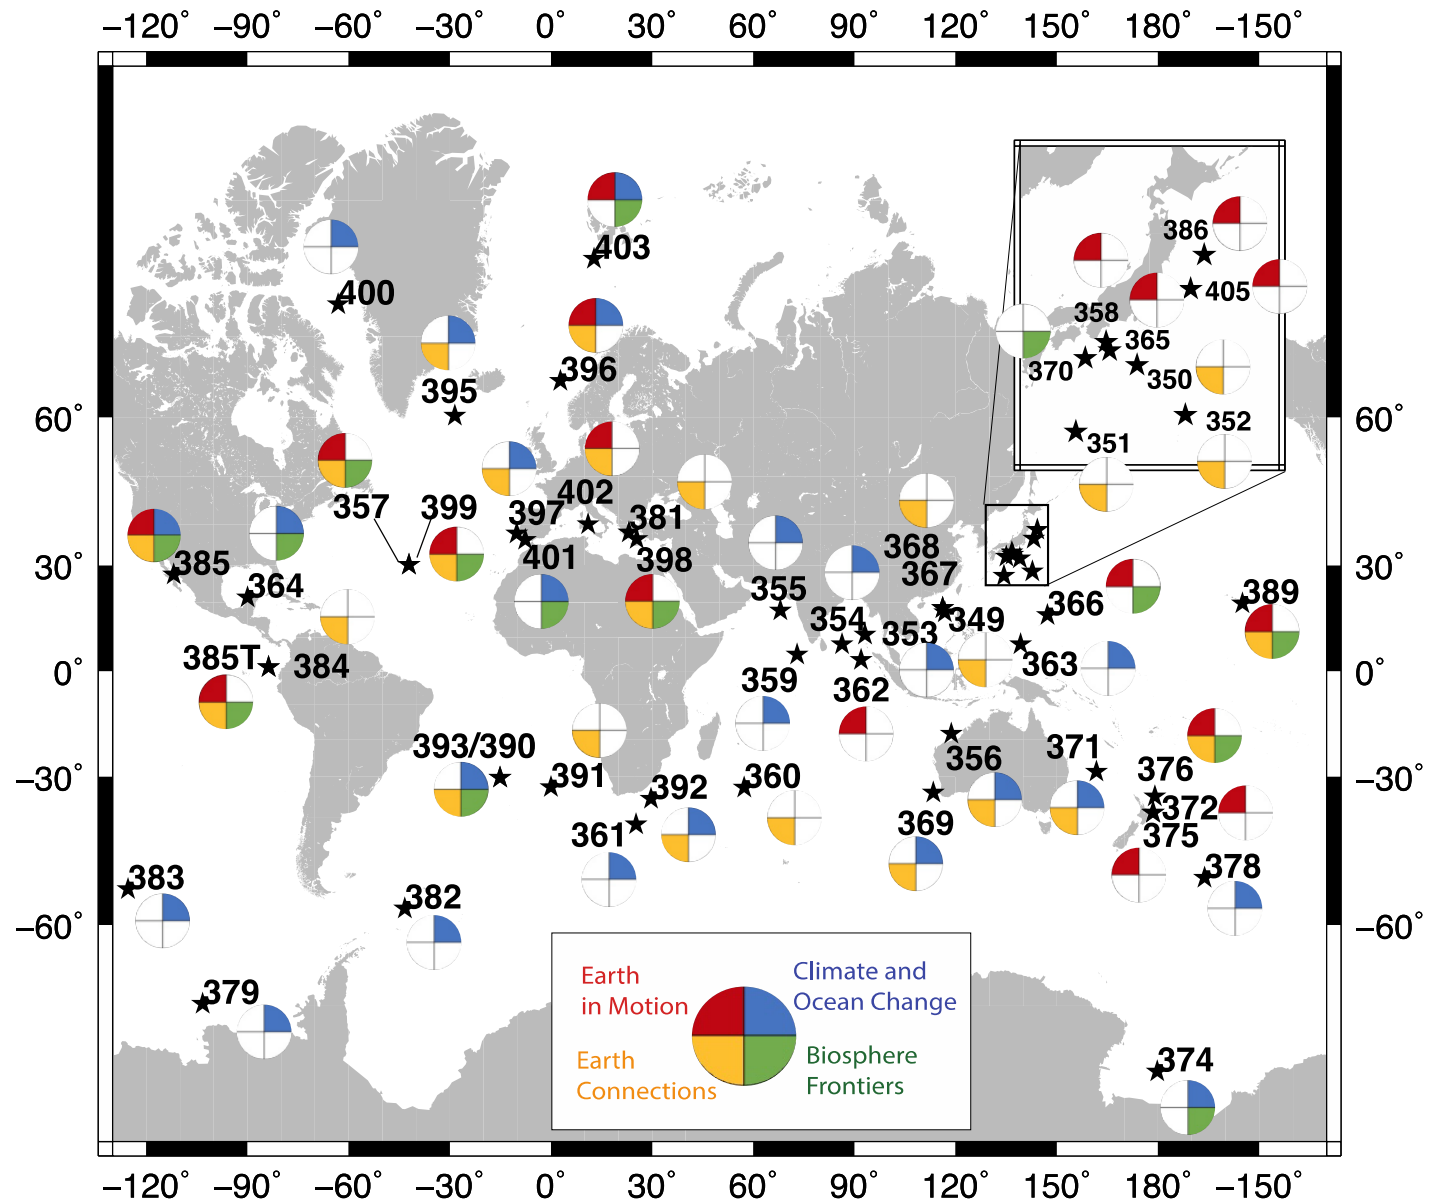 −120° −90° −60° −30° 0° 30° 60° 90° 120° 150° 180° −150°
403
400
396
395
386
405
358
365
370
350
352
351
60° 60°
357 399
397 402 381
401 398
368
367
385
364
30° 30°
355
354 353 349 366 389
385T 384
363
0° 0°
359 362
393/390
391 392 360
356 371
376
372
375
361
369
−30° −30°
383
382
378
−60° −60°
379
374
Earth
in Motion
Climate and
Ocean Change
Earth
Connections
Biosphere
Frontiers
−120° −90° −60° −30° 0° 30° 60° 90° 120° 150° 180° −150°